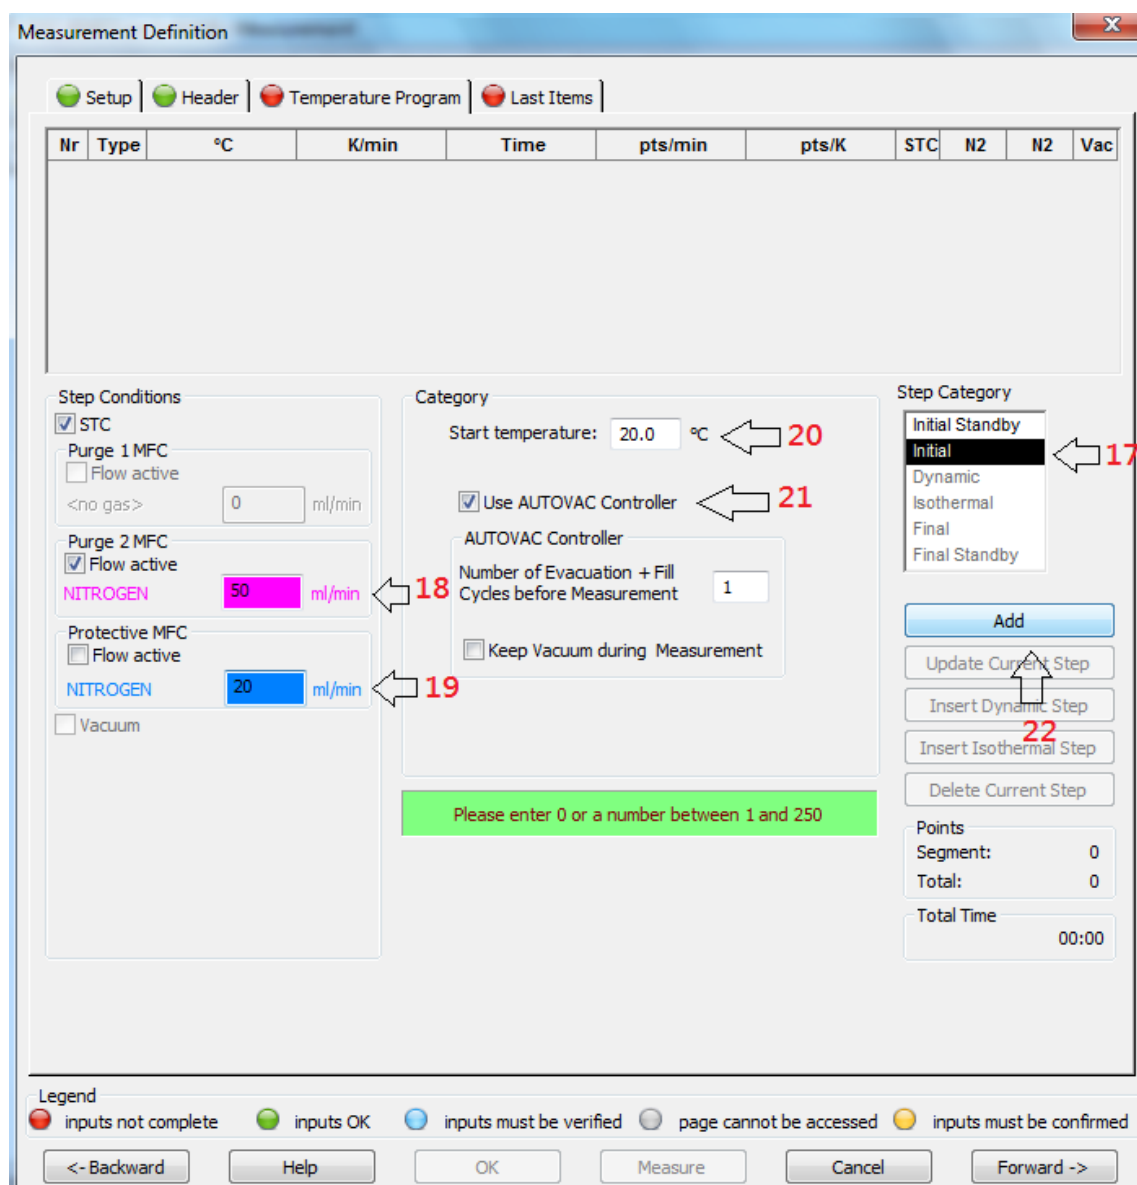 Measurement Definition
X
Setup Header Temperature Program Last Items
Nr Type ºC K/min Time pts/min pts/K STC N2 N2 Vac
Step Conditions
STC
Purge 1 MFC
Flow active
<no gas> 0 ml/min
Purge 2 MFC
Flow active
NITROGEN 50 ml/min 18
Protective MFC
Flow active
NITROGEN 20 ml/min 19
Vacuum
Category
Start temperature: 20.0 ºC 20
Use AUTOVAC Controller 21
AUTOVAC Controller
Number of Evacuation + Fill
Cycles before Measurement 1
Keep Vacuum during Measurement
Please enter 0 or a number between 1 and 250
Step Category
Initial Standby
Initial 17
Dynamic
Isothermal
Final
Final Standby
Add
Update Current Step
Insert Dynamic Step
22
Insert Isothermal Step
Delete Current Step
Points
Segment: 0
Total: 0
Total Time
00:00
Legend
inputs not complete inputs OK inputs must be verified page cannot be accessed inputs must be confirmed
<- Backward Help OK Measure Cancel Forward ->